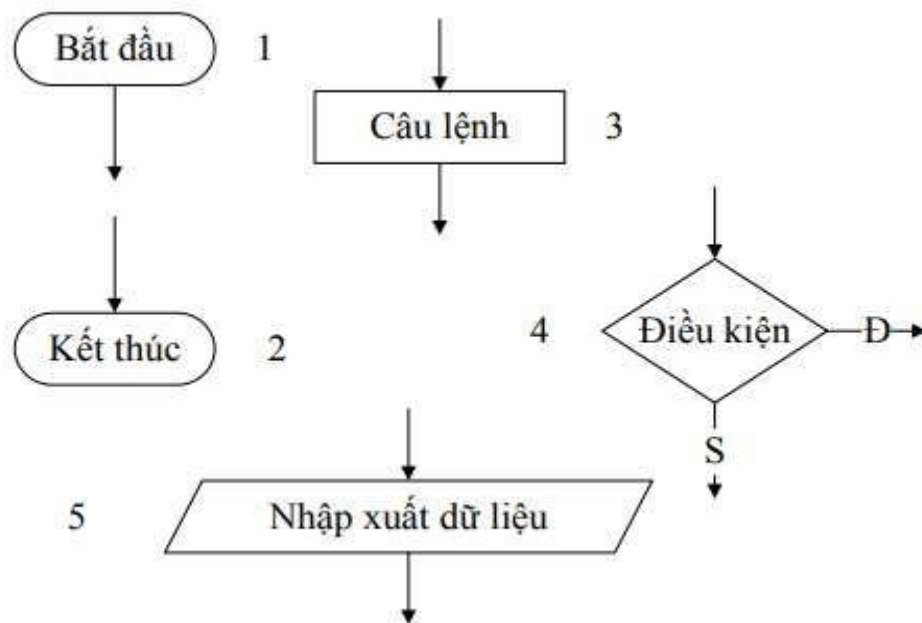 Bắt đầu 1
Câu lệnh 3
Kết thúc 2
4 Điều kiện Đ
S
5 Nhập xuất dữ liệu